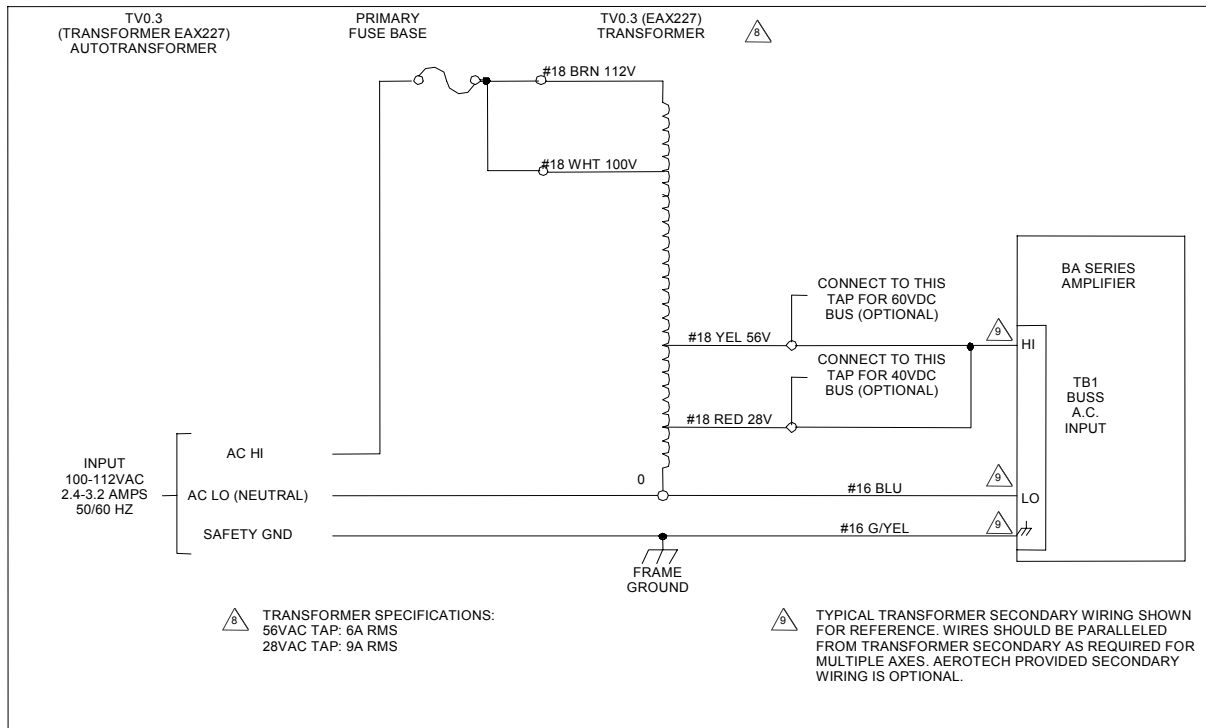 TV0.3
(TRANSFORMER EAX227)
AUTOTRANSFORMER
PRIMARY
FUSE BASE
TV0.3 (EAX227)
TRANSFORMER
8
#18 BRN 112V
#18 WHT 100V
CONNECT TO THIS
TAP FOR 60VDC
BUS (OPTIONAL)
#18 YEL 56V
CONNECT TO THIS
TAP FOR 40VDC
BUS (OPTIONAL)
#18 RED 28V
BA SERIES
AMPLIFIER
9
HI
TB1
BUSS
A.C.
INPUT
INPUT
100-112VAC
2.4-3.2 AMPS
50/60 HZ
AC HI
AC LO (NEUTRAL)
SAFETY GND
0
#16 BLU
9
LO
#16 G/YEL
9
FRAME
GROUND
8
TRANSFORMER SPECIFICATIONS:
56VAC TAP: 6A RMS
28VAC TAP: 9A RMS
9
TYPICAL TRANSFORMER SECONDARY WIRING SHOWN
FOR REFERENCE. WIRES SHOULD BE PARALLELED
FROM TRANSFORMER SECONDARY AS REQUIRED FOR
MULTIPLE AXES. AEROTECH PROVIDED SECONDARY
WIRING IS OPTIONAL.